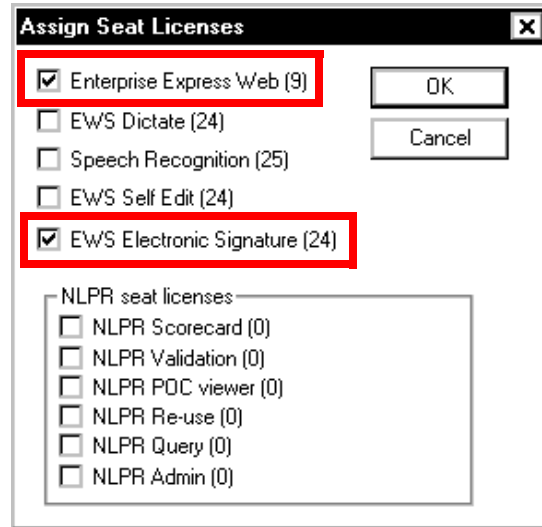 Assign Seat Licenses
Enterprise Express Web (9)
OK
EWS Dictate (24)
Cancel
Speech Recognition (25)
EWS Self Edit (24)
EWS Electronic Signature (24)
NLPR seat licenses
NLPR Scorecard (0)
NLPR Validation (0)
NLPR POC viewer (0)
NLPR Re-use (0)
NLPR Query (0)
NLPR Admin (0)